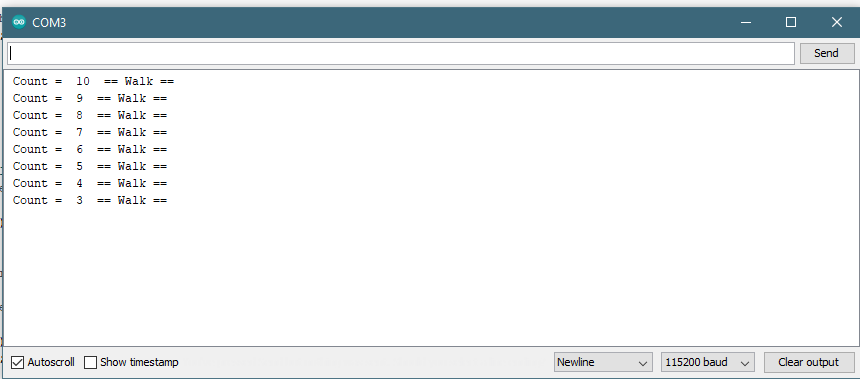 COM3
Send
Count =  10  == Walk ==
Count =  9  == Walk ==
Count =  8  == Walk ==
Count =  7  == Walk ==
Count =  6  == Walk ==
Count =  5  == Walk ==
Count =  4  == Walk ==
Count =  3  == Walk ==
Autoscroll Show timestamp Newline 115200 baud Clear output